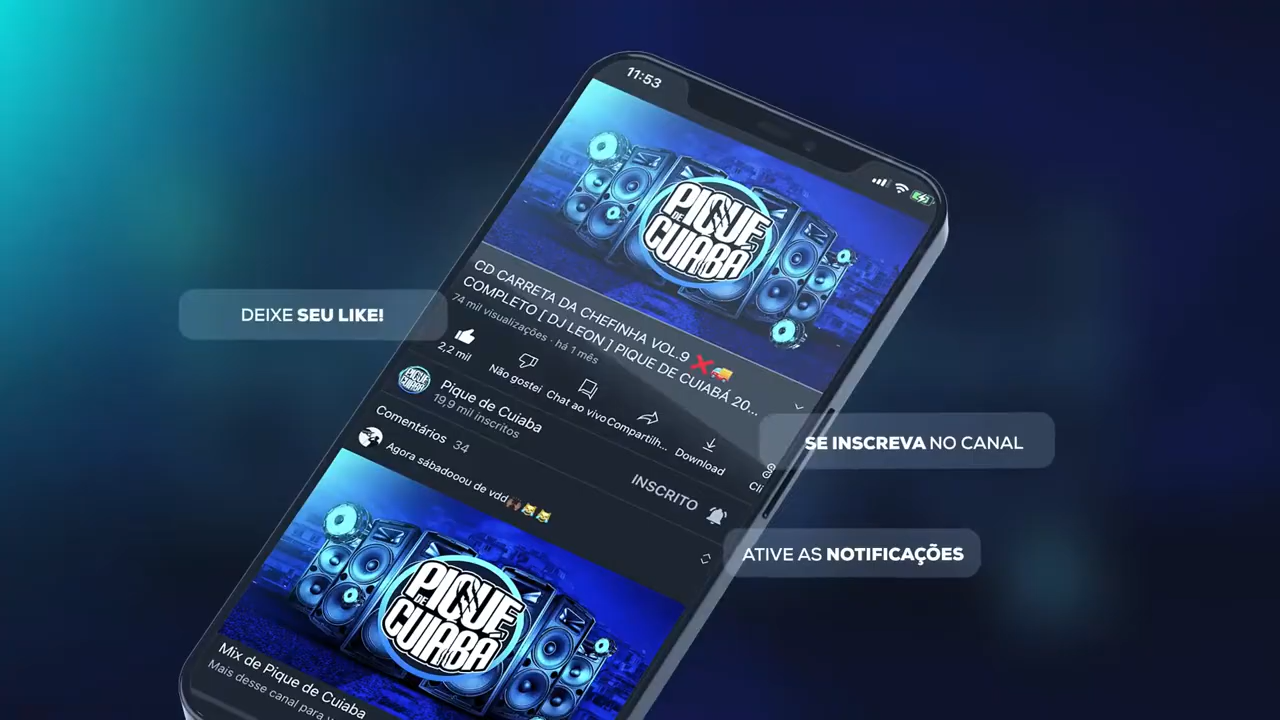 11:53
PIQUE
DE
CUIABÁ
CD CARRETA DA CHEFINHA VOL.9 ❌🚚
COMPLETO [ DJ LEON ] PIQUE DE CUIABÁ 20...
74 mil visualizações · há 1 mês
2,2 mil
Não gostei
Chat ao vivo
Compartilh...
Download
Cli
Pique de Cuiaba
19,9 mil inscritos
INSCRITO
Comentários 34
Agora sábadooou de vdd
PIQUE
DE
CUIABÁ
Mix de Pique de Cuiaba
Mais desse canal para
DEIXE SEU LIKE!
SE INSCREVA NO CANAL
ATIVE AS NOTIFICAÇÕES